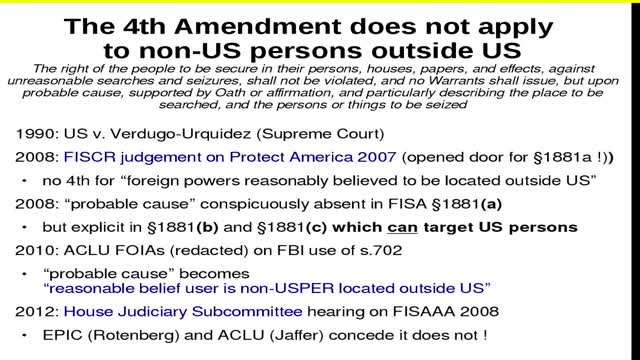 The 4th Amendment does not apply
to non-US persons outside US
The right of the people to be secure in their persons, houses, papers, and effects, against
unreasonable searches and seizures, shall not be violated, and no Warrants shall issue, but upon
probable cause, supported by Oath or affirmation, and particularly describing the place to be
searched, and the persons or things to be seized
1990: US v. Verdugo-Urquidez (Supreme Court)
2008: FISCR judgement on Protect America 2007 (opened door for §1881a !))
• no 4th for “foreign powers reasonably believed to be located outside US”
2008: “probable cause” conspicuously absent in FISA §1881(a)
• but explicit in §1881(b) and §1881(c) which can target US persons
2010: ACLU FOIAs (redacted) on FBI use of s.702
• “probable cause” becomes
“reasonable belief user is non-USPER located outside US”
2012: House Judiciary Subcommittee hearing on FISAAA 2008
• EPIC (Rotenberg) and ACLU (Jaffer) concede it does not !